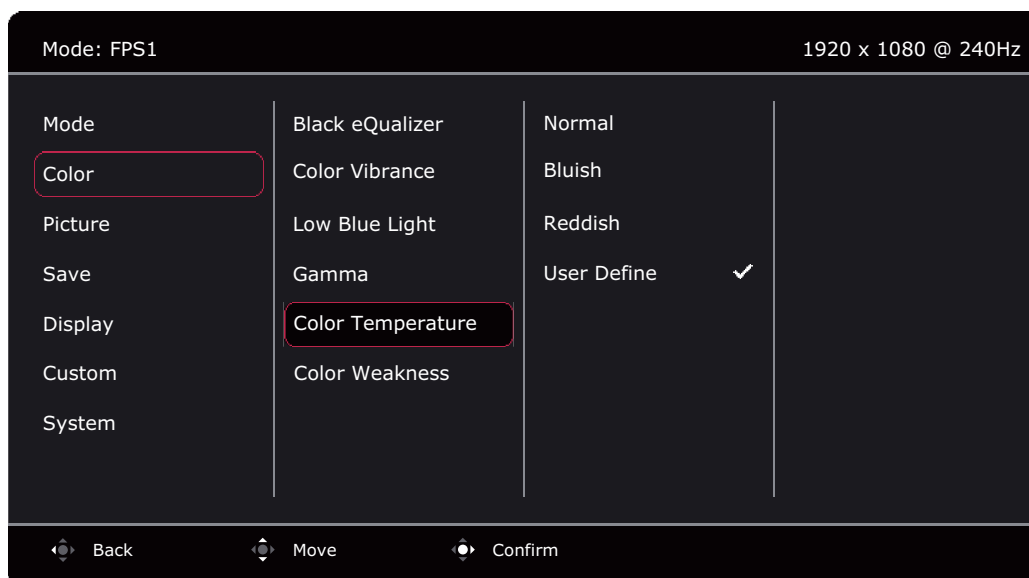 Mode: FPS1
1920 x 1080 @ 240Hz
Mode
Color
Picture
Save
Display
Custom
System
Black eQualizer
Color Vibrance
Low Blue Light
Gamma
Color Temperature
Color Weakness
Normal
Bluish
Reddish
User Define
Back
Move
Confirm